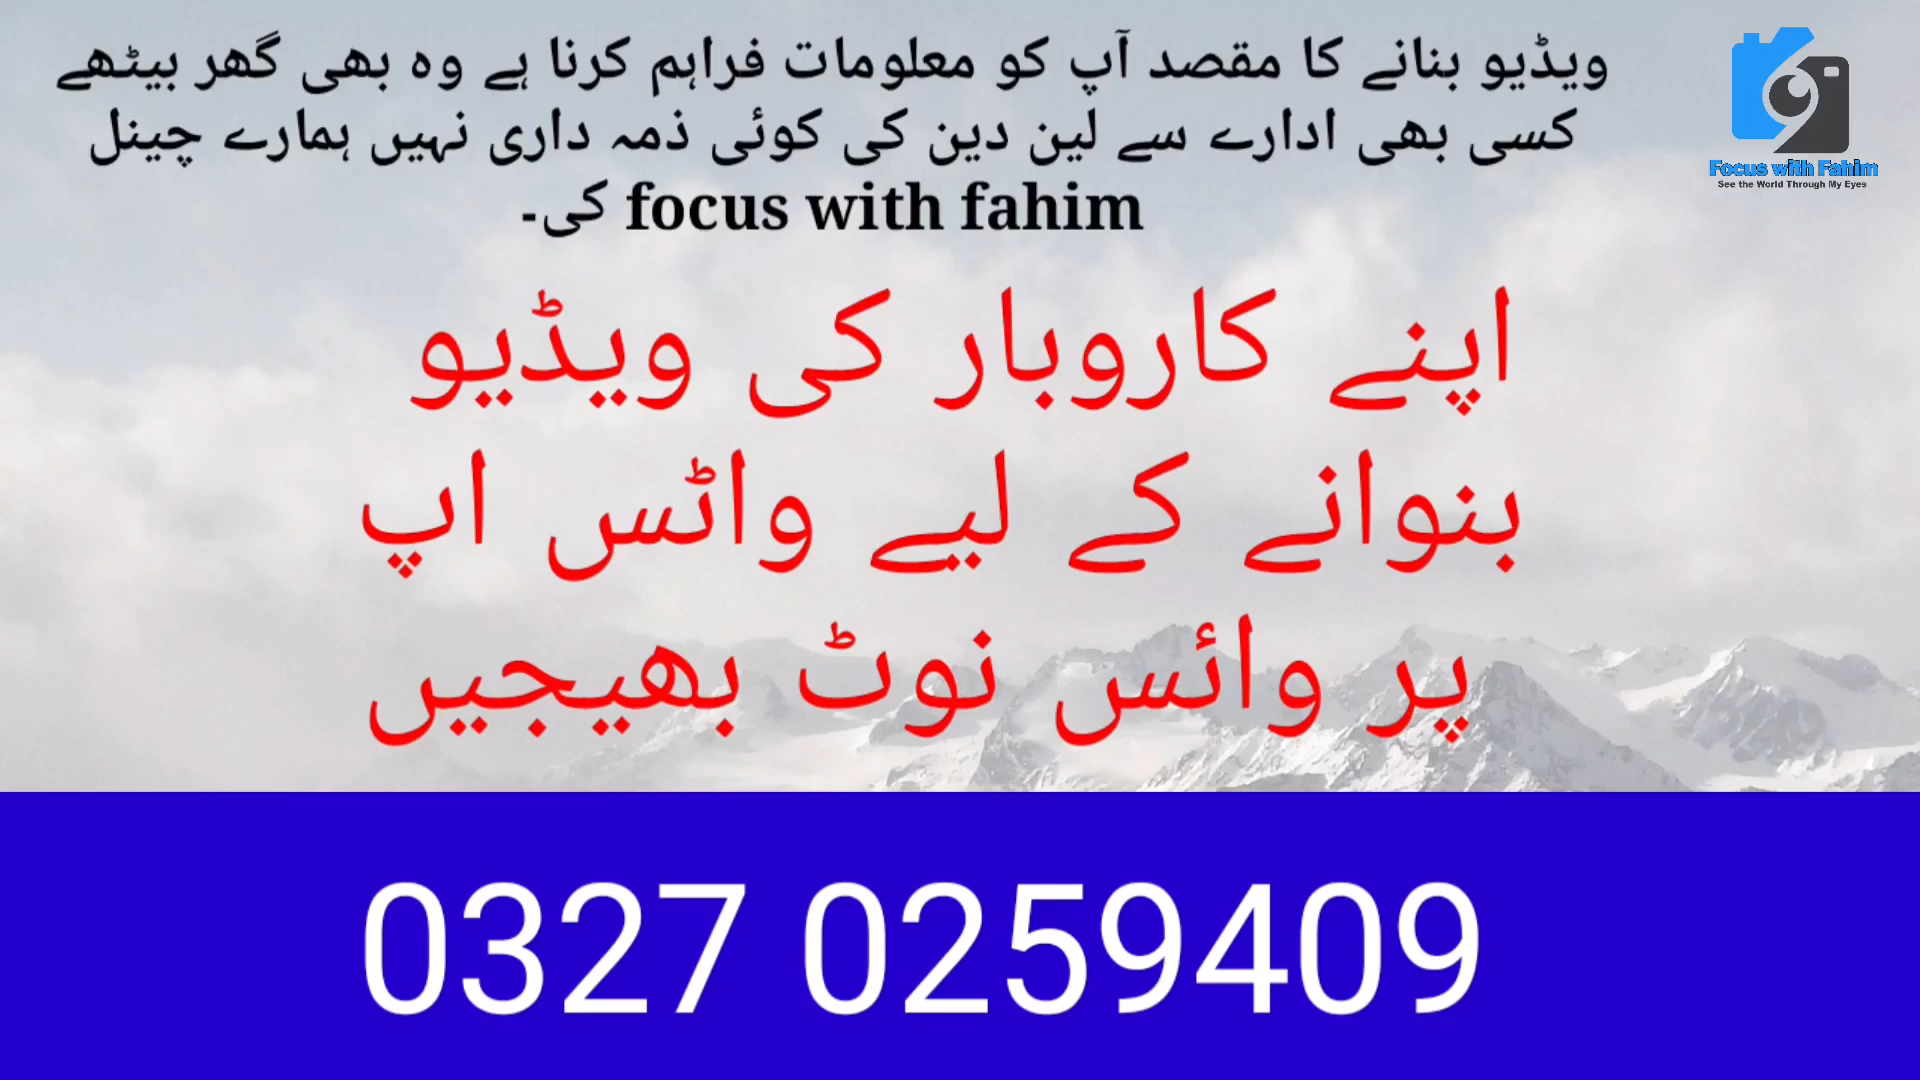 ویڈیو بنانے کا مقصد آپ کو معلومات فراہم کرنا ہے وہ بھی گھر بیٹھے
کسی بھی ادارے سے لین دین کی کوئی ذمہ داری نہیں ہمارے چینل
focus with fahim کی۔
Focus with Fahim
See the World Through My Eyes
اپنے کاروبار کی ویڈیو
بنوانے کے لیے واٹس اپ
پر وائس نوٹ بھیجیں
0327 0259409